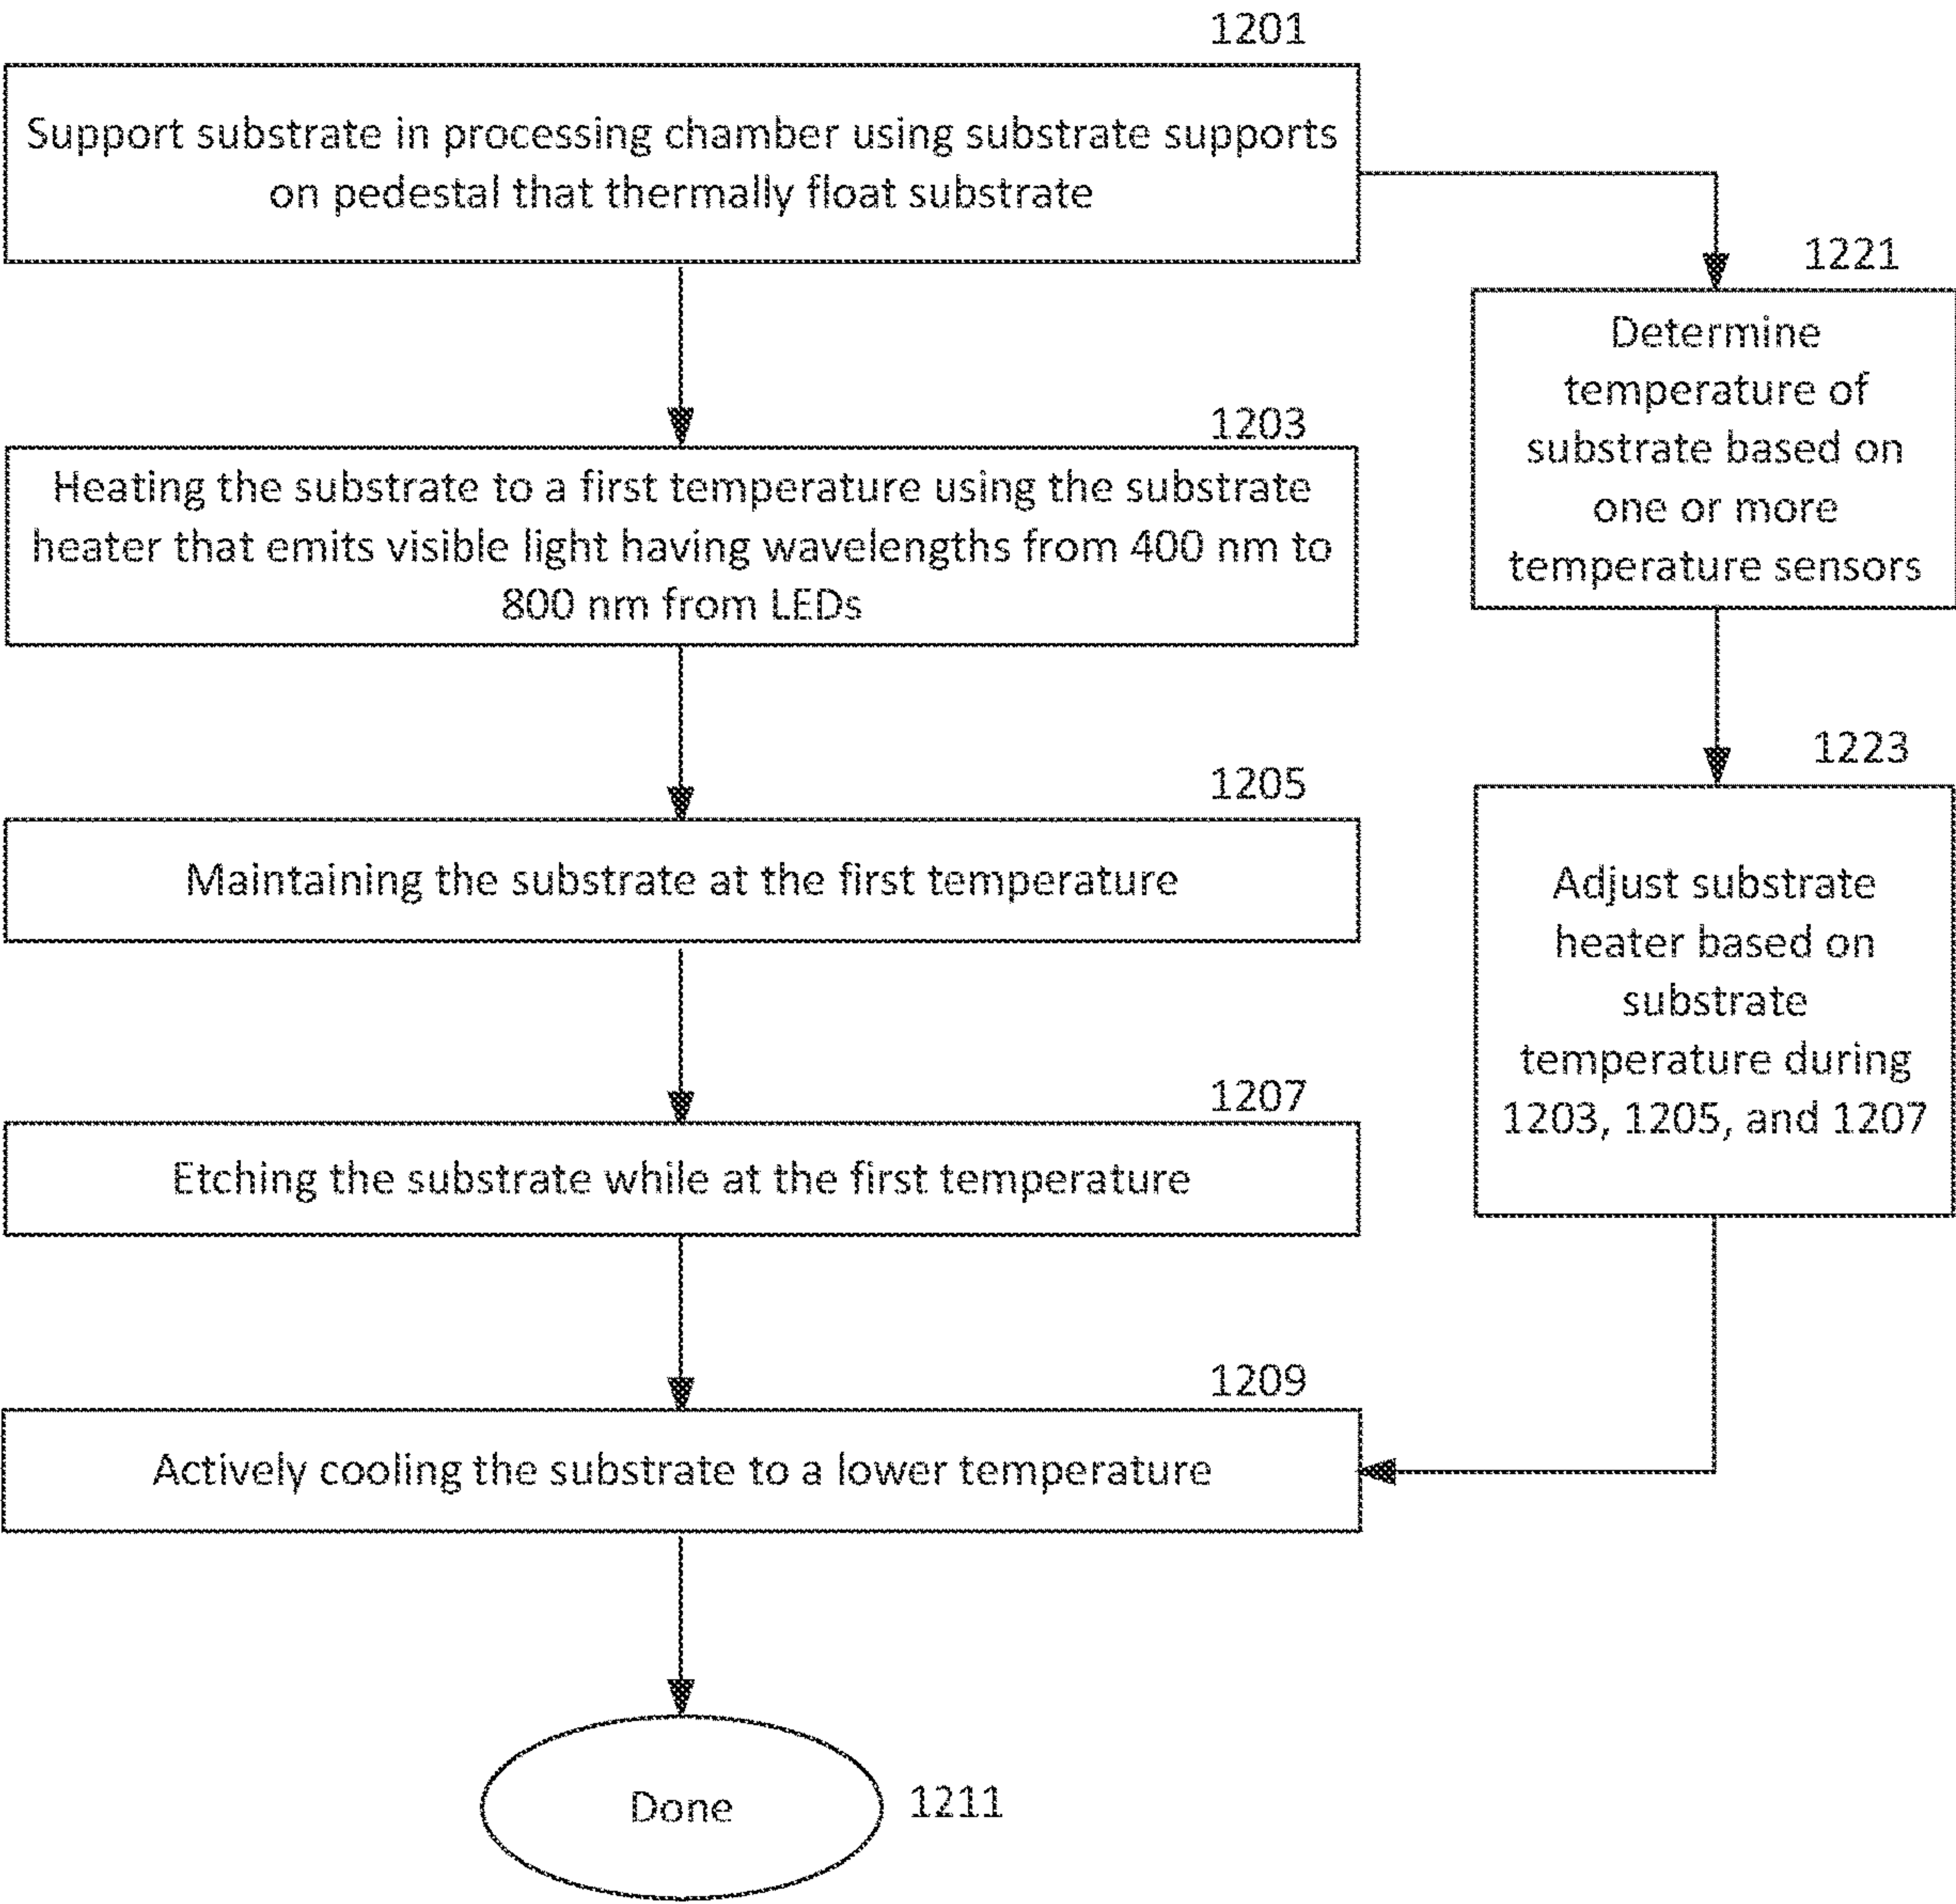 1201
Support substrate in processing chamber using substrate supports
on pedestal that thermally float substrate
1203
Heating the substrate to a first temperature using the substrate
heater that emits visible light having wavelengths from 400 nm to
800 nm from LEDs
1205
Maintaining the substrate at the first temperature
1207
Etching the substrate while at the first temperature
1209
Actively cooling the substrate to a lower temperature
Done
1211
1221
Determine
temperature of
substrate based on
one or more
temperature sensors
1223
Adjust substrate
heater based on
substrate
temperature during
1203, 1205, and 1207